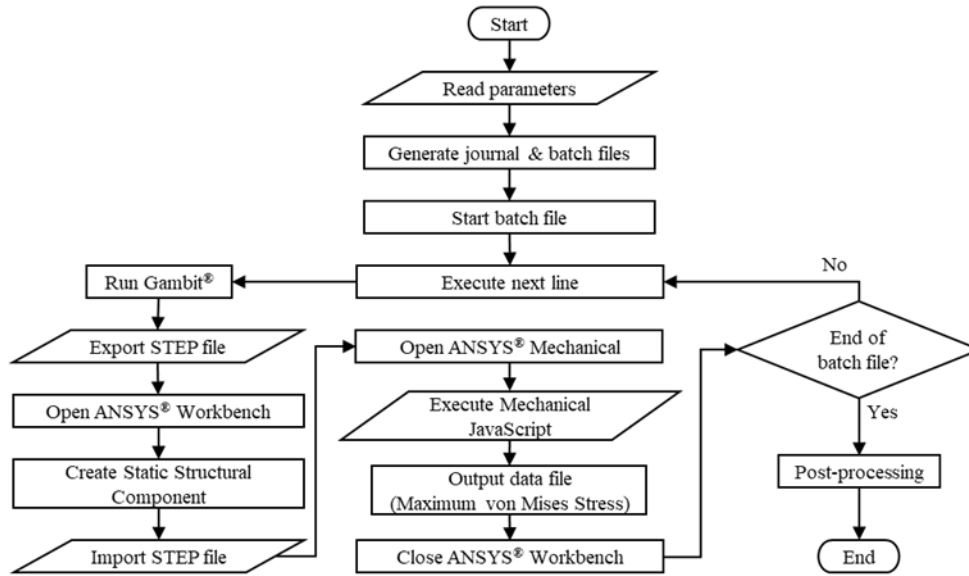 Start
Read parameters
Generate journal & batch files
Start batch file
Execute next line
Run Gambit®
Export STEP file
Open ANSYS® Workbench
Create Static Structural
Component
Import STEP file
Open ANSYS® Mechanical
Execute Mechanical
JavaScript
Output data file
(Maximum von Mises Stress)
Close ANSYS® Workbench
No
End of
batch file?
Yes
Post-processing
End